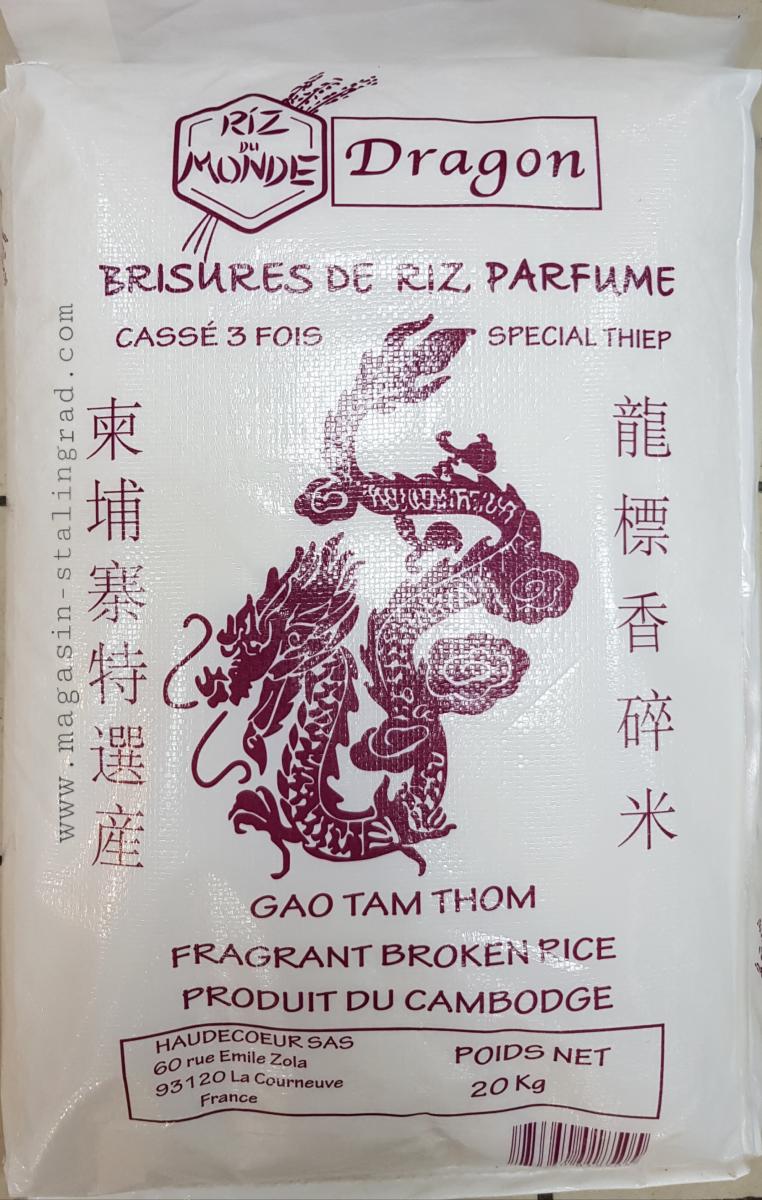 RIZ
DU
MONDE
Dragon
BRISURES DE RIZ PARFUME
CASSÉ 3 FOIS
SPECIAL THIEP
龍標香碎米
柬埔寨特選産
www.magasin-stalingrad.com
GAO TAM THOM
FRAGRANT BROKEN RICE
PRODUIT DU CAMBODGE
HAUDECOEUR SAS
60 rue Emile Zola
93120 La Courneuve
France
POIDS NET
20 Kg